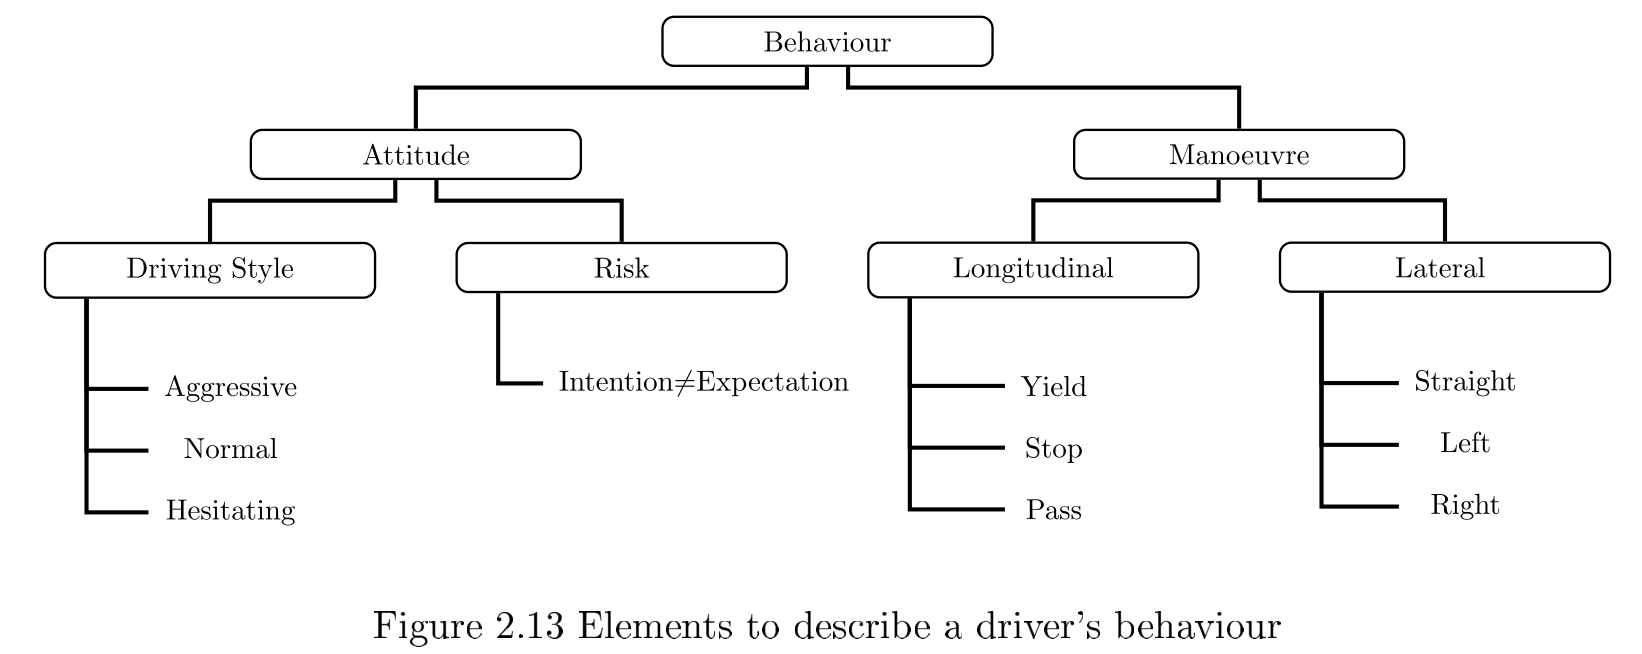 Behaviour
Attitude
Manoeuvre
Driving Style
Risk
Longitudinal
Lateral
Aggressive
Normal
Hesitating
Intention≠Expectation
Yield
Stop
Pass
Straight
Left
Right
Figure 2.13 Elements to describe a driver's behaviour